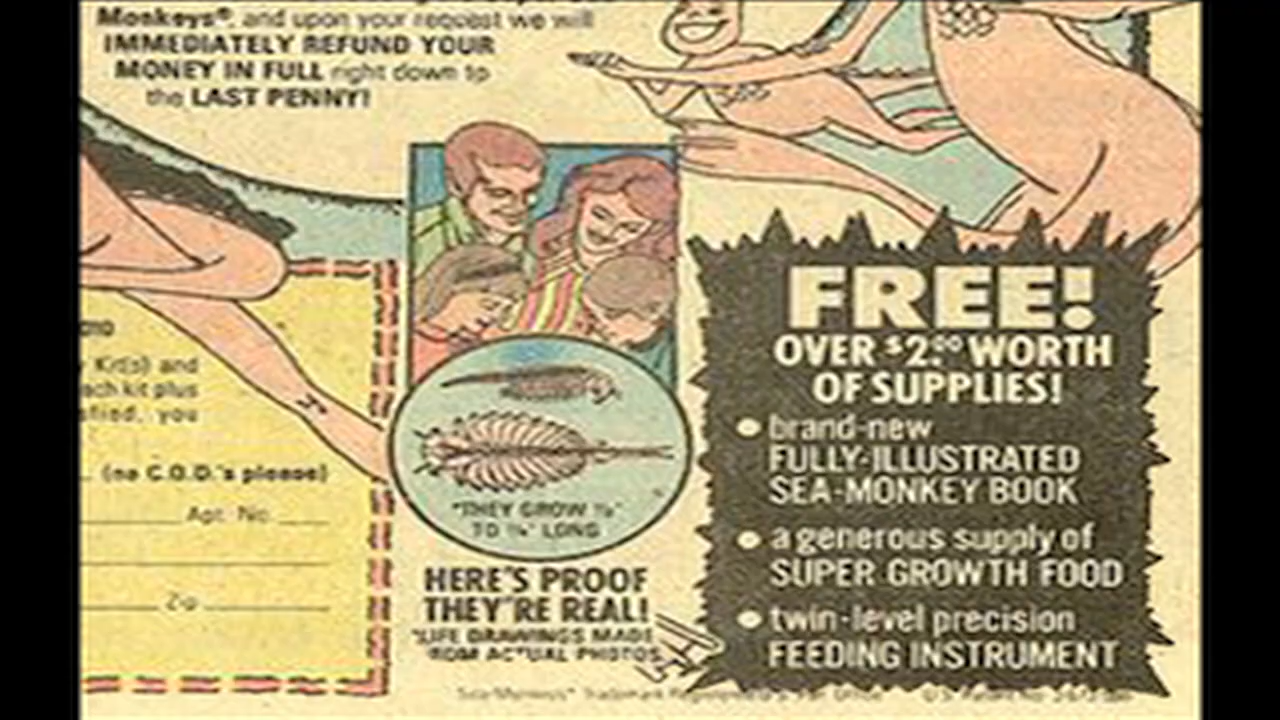 Monkeys®, and upon your request we will
IMMEDIATELY REFUND YOUR
MONEY IN FULL right down to
the LAST PENNY!
Kit(s) and
each kit plus
you
(no C.O.D.'s please)
Apt. No.
Zip
"THEY GROW
LONG
HERE'S PROOF
THEY'RE REAL!
*LIFE DRAWINGS MADE
FROM ACTUAL PHOTOS
FREE!
OVER $2.00 WORTH
OF SUPPLIES!
• brand-new
FULLY-ILLUSTRATED
SEA-MONKEY BOOK
• a generous supply of
SUPER GROWTH FOOD
• twin-level precision
FEEDING INSTRUMENT
Sea-Monkeys® Trademark